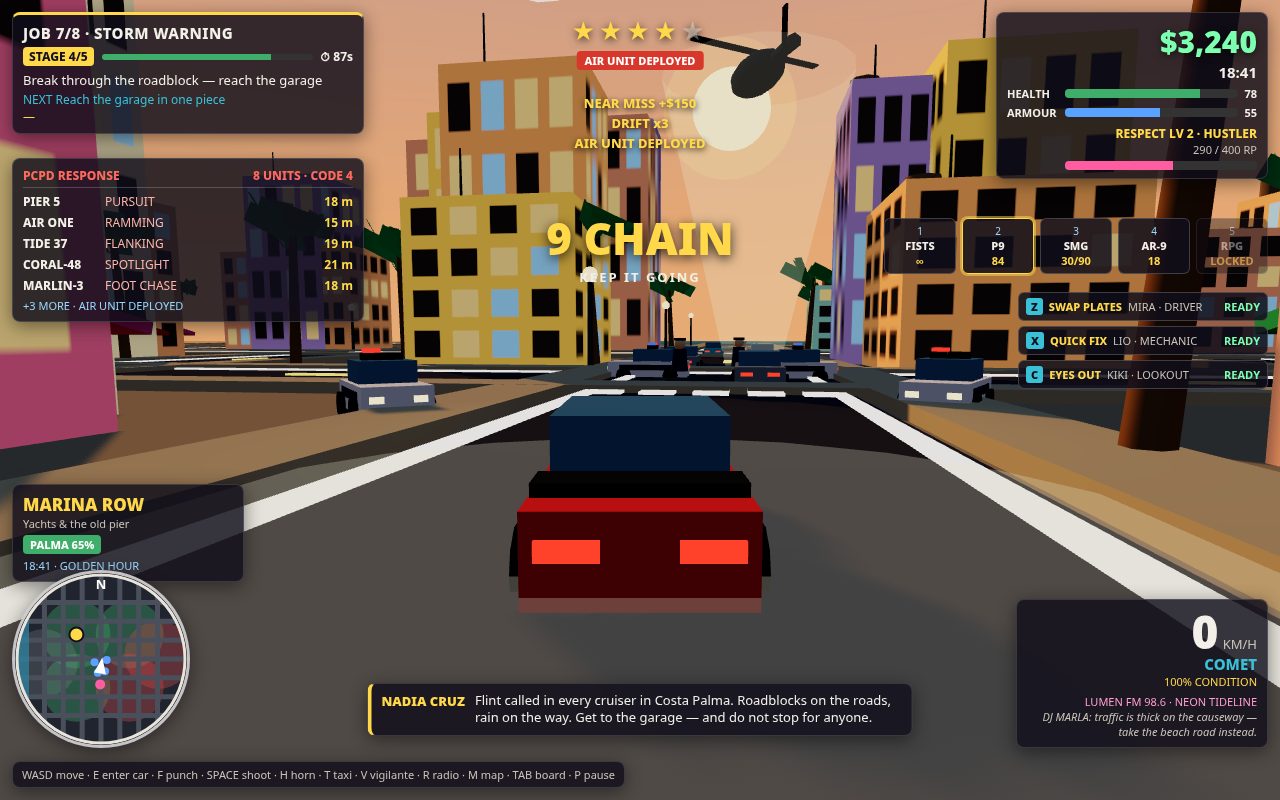 JOB 7/8 · STORM WARNING
STAGE 4/5 87s
Break through the roadblock — reach the garage
NEXT Reach the garage in one piece
—
AIR UNIT DEPLOYED
NEAR MISS +$150
DRIFT x3
AIR UNIT DEPLOYED
$3,240
18:41
HEALTH 78
ARMOUR 55
RESPECT LV 2 · HUSTLER
290 / 400 RP
PCPD RESPONSE 8 UNITS · CODE 4
PIER 5 PURSUIT 18 m
AIR ONE RAMMING 15 m
TIDE 37 FLANKING 19 m
CORAL-48 SPOTLIGHT 21 m
MARLIN-3 FOOT CHASE 18 m
+3 MORE · AIR UNIT DEPLOYED
9 CHAIN
KEEP IT GOING
1 2 3 4 5
FISTS P9 SMG AR-9 RPG
∞ 84 30/90 18 LOCKED
Z SWAP PLATES MIRA · DRIVER READY
X QUICK FIX LIO · MECHANIC READY
C EYES OUT KIKI · LOOKOUT READY
MARINA ROW
Yachts & the old pier
PALMA 65%
18:41 · GOLDEN HOUR
N
NADIA CRUZ Flint called in every cruiser in Costa Palma. Roadblocks on the roads,
rain on the way. Get to the garage — and do not stop for anyone.
0 KM/H
COMET
100% CONDITION
LUMEN FM 98.6 · NEON TIDELINE
DJ MARLA: traffic is thick on the causeway —
take the beach road instead.
WASD move · E enter car · F punch · SPACE shoot · H horn · T taxi · V vigilante · R radio · M map · TAB board · P pause